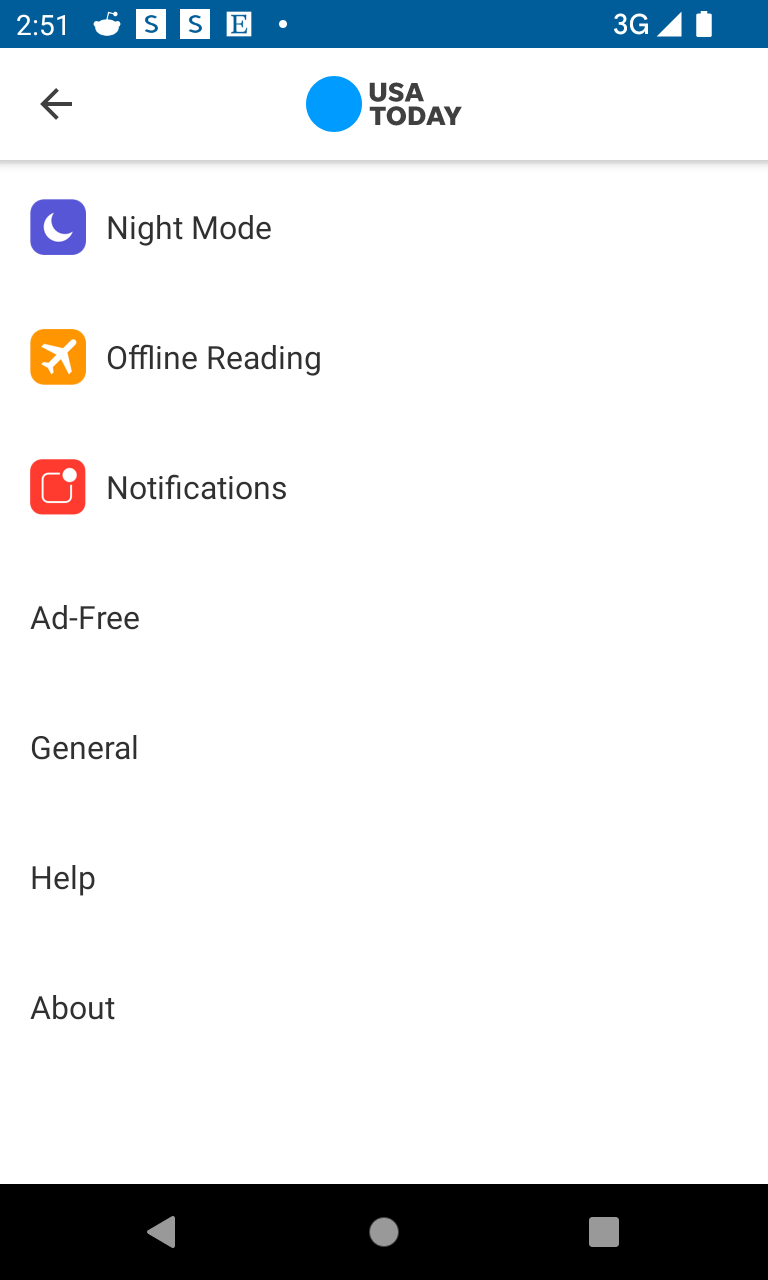 2:51 S S E 3G
USA
TODAY
Night Mode
Offline Reading
Notifications
Ad-Free
General
Help
About